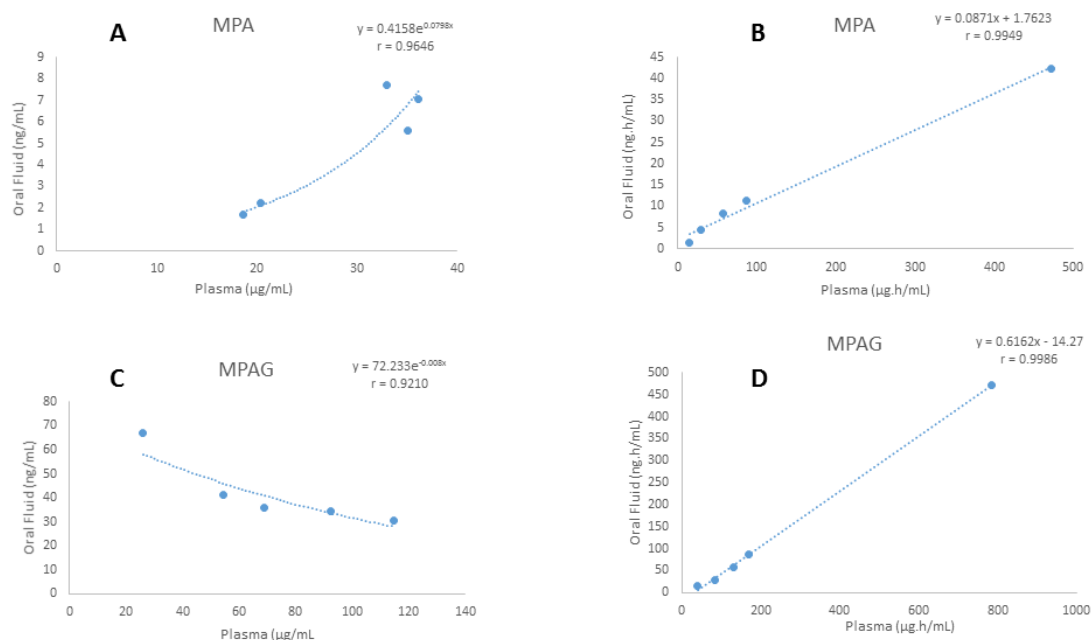 A
MPA
y = 0.4158e^0.0798x
r = 0.9646
9
8
7
6
5
4
3
2
1
0
Oral Fluid (ng/mL)
0 10 20 30 40
Plasma (µg/mL)
B
MPA
y = 0.0871x + 1.7623
r = 0.9949
45
40
35
30
25
20
15
10
5
0
Oral Fluid (ng.h/mL)
0 100 200 300 400 500
Plasma (µg.h/mL)
C
MPAG
y = 72.233e^-0.008x
r = 0.9210
80
70
60
50
40
30
20
10
0
Oral Fluid (ng/mL)
0 20 40 60 80 100 120 140
Plasma (µg/mL
D
MPAG
y = 0.6162x - 14.27
r = 0.9986
500
450
400
350
300
250
200
150
100
50
0
Oral Fluid (ng.h/mL)
0 200 400 600 800 1000
Plasma (µg.h/mL)